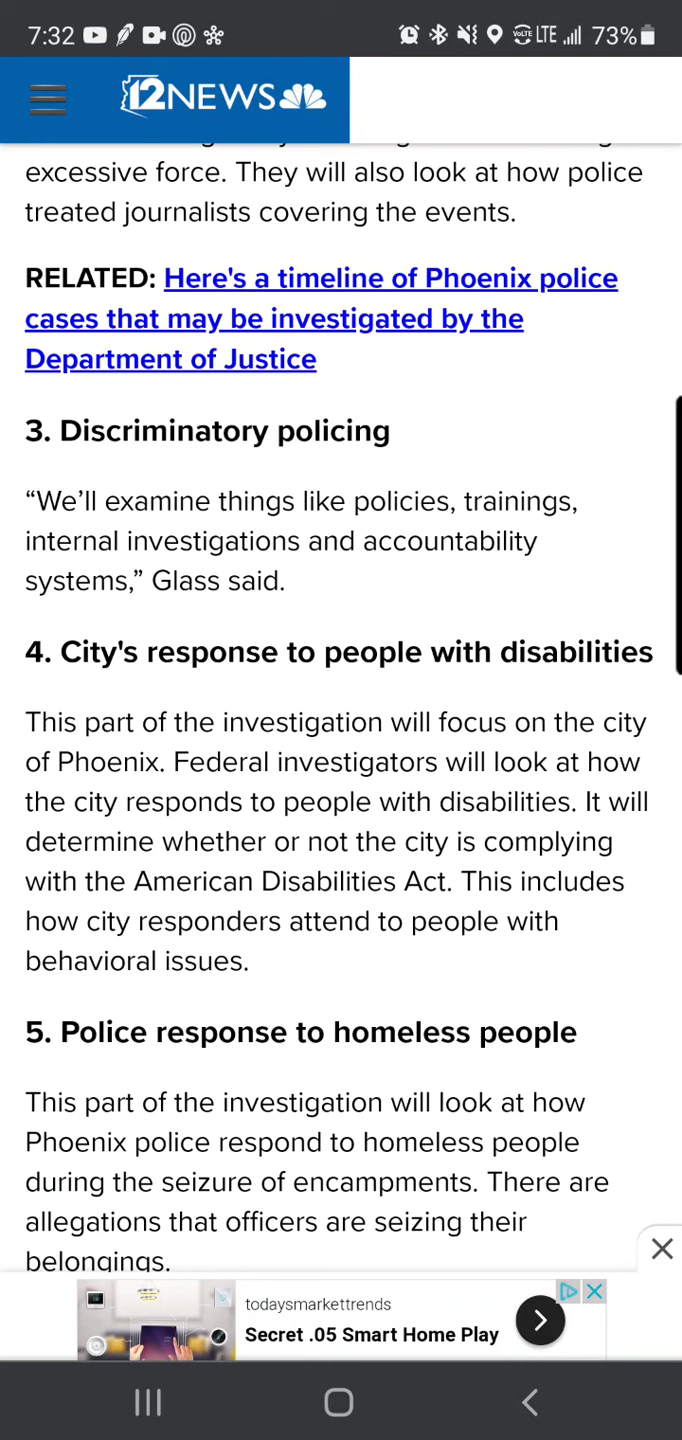 7:32
VoLTE LTE 73%
12NEWS
excessive force. They will also look at how police
treated journalists covering the events.
RELATED: Here's a timeline of Phoenix police
cases that may be investigated by the
Department of Justice
3. Discriminatory policing
“We’ll examine things like policies, trainings,
internal investigations and accountability
systems,” Glass said.
4. City's response to people with disabilities
This part of the investigation will focus on the city
of Phoenix. Federal investigators will look at how
the city responds to people with disabilities. It will
determine whether or not the city is complying
with the American Disabilities Act. This includes
how city responders attend to people with
behavioral issues.
5. Police response to homeless people
This part of the investigation will look at how
Phoenix police respond to homeless people
during the seizure of encampments. There are
allegations that officers are seizing their
belongings.
todaysmarkettrends
Secret .05 Smart Home Play